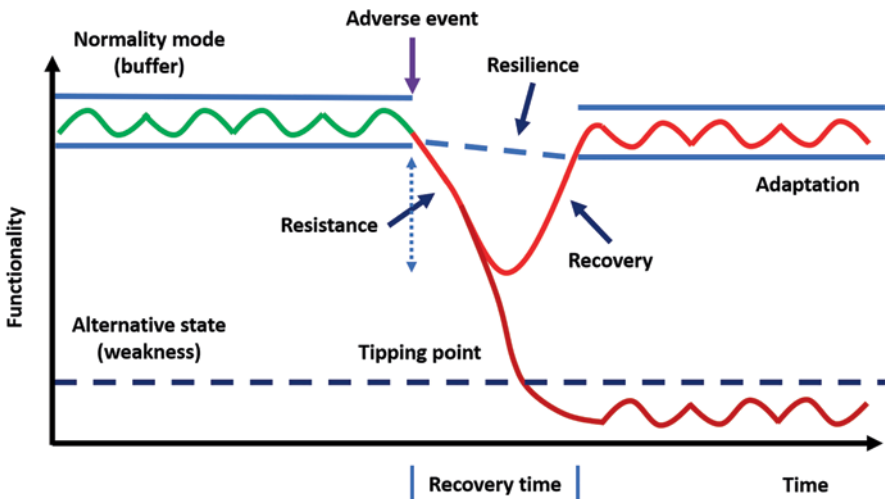 Adverse event
Normality mode
(buffer)
Resilience
Adaptation
Resistance
Recovery
Functionality
Alternative state
(weakness)
Tipping point
Recovery time
Time